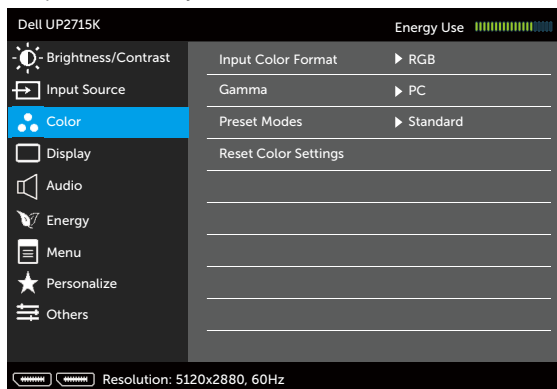 Dell UP2715K
Energy Use
Brightness/Contrast
Input Source
Color
Display
Audio
Energy
Menu
Personalize
Others
Input Color Format RGB
Gamma PC
Preset Modes Standard
Reset Color Settings
Resolution: 5120x2880, 60Hz